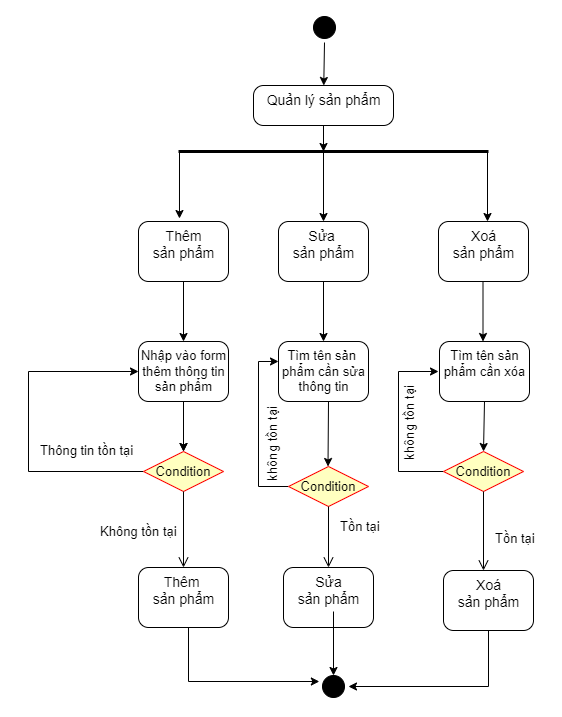 Quản lý sản phẩm
Thêm
sản phẩm
Sửa
sản phẩm
Xoá
sản phẩm
Nhập vào form
thêm thông tin
sản phẩm
Tìm tên sản
phẩm cần sửa
thông tin
Tìm tên sản
phẩm cần xóa
Thông tin tồn tại
không tồn tại
không tồn tại
Condition
Condition
Condition
Không tồn tại
Tồn tại
Tồn tại
Thêm
sản phẩm
Sửa
sản phẩm
Xoá
sản phẩm